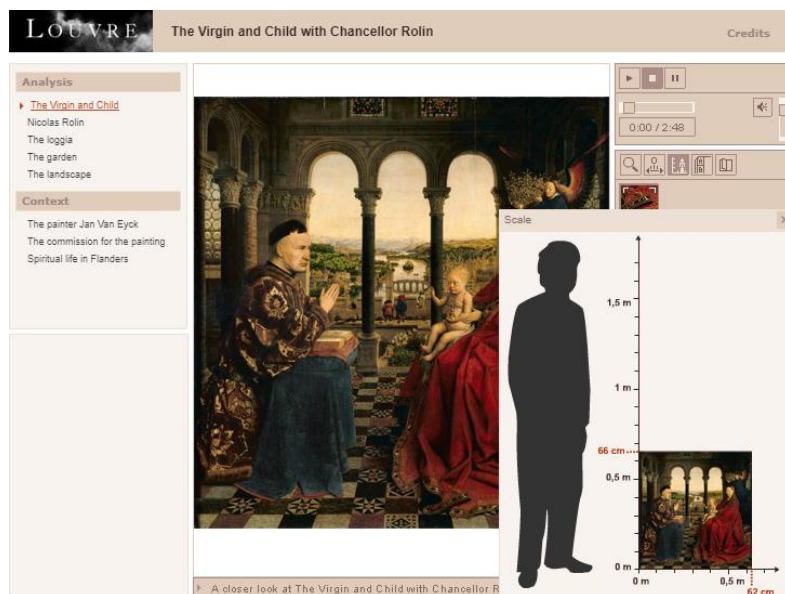 LOUVRE
The Virgin and Child with Chancellor Rolin
Credits
Analysis
The Virgin and Child
Nicolas Rolin
The loggia
The garden
The landscape
Context
The painter Jan Van Eyck
The commission for the painting
Spiritual life in Flanders
0:00 / 2:48
Scale
x
1,5 m
1 m
66 cm
0,5 m
0 m
0 m
0,5 m
62 cm
A closer look at The Virgin and Child with Chancellor R